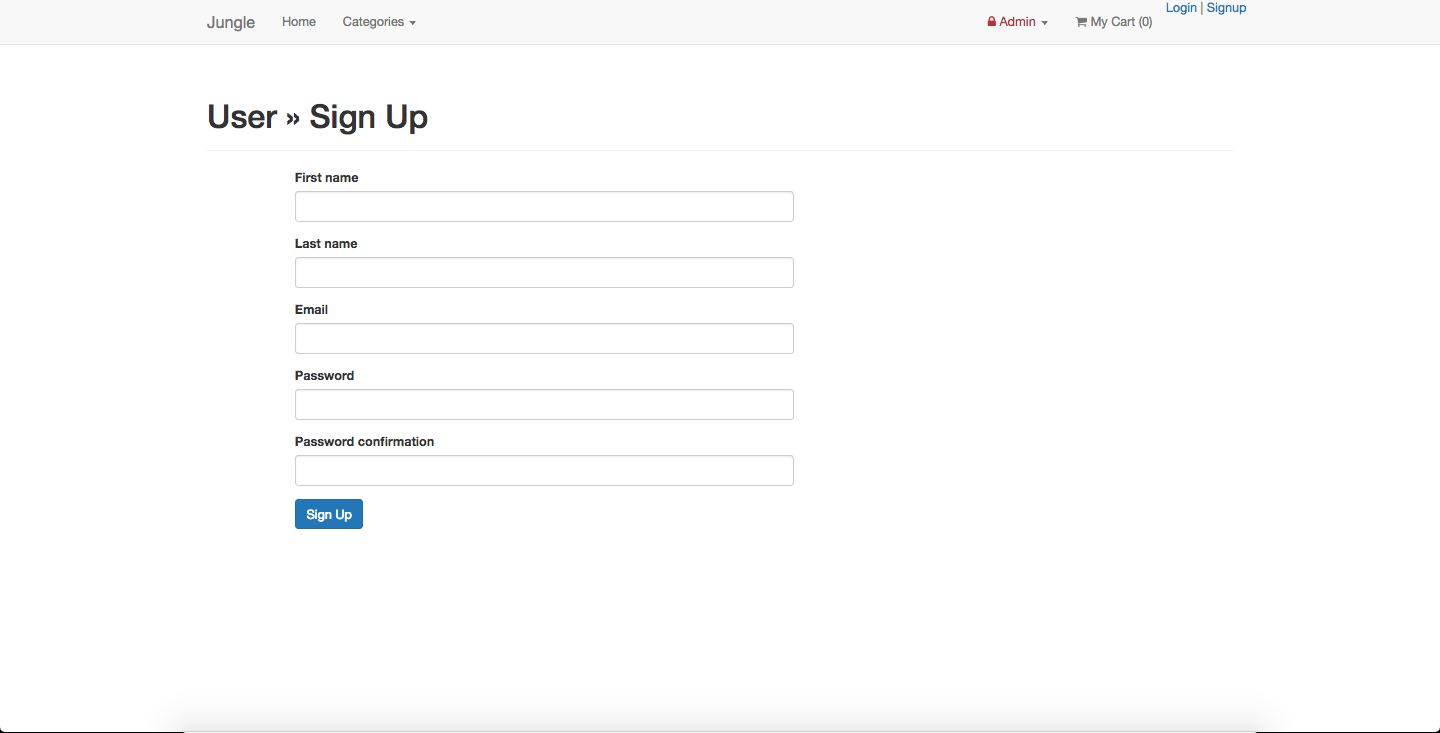 Jungle Home Categories Admin My Cart (0) Login | Signup
User » Sign Up
First name
Last name
Email
Password
Password confirmation
Sign Up